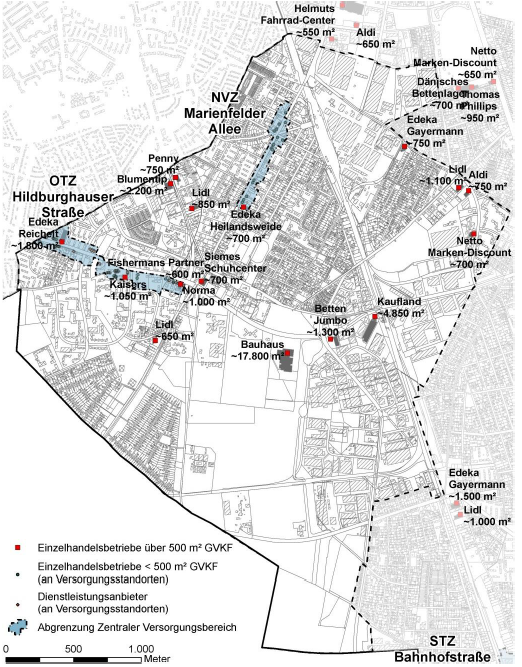 Helmuts
Fahrrad-Center
~550 m²
Aldi
~650 m²
Netto
Marken-Discount
~650 m²
Dänisches
Bettenlager
~700 m²
Thomas
Phillips
~950 m²
NVZ
Marienfelder
Allee
Edeka
Gayermann
~750 m²
Penny
~750 m²
Blumentip
~2.200 m²
Lidl
~1.100 m²
Aldi
~750 m²
OTZ
Hildburghauser
Straße
Lidl
~850 m²
Edeka
Heilandsweide
~700 m²
Edeka
Reichelt
~1.800 m²
Netto
Marken-Discount
~700 m²
Fishermans Partner
~600 m²
Siemes
Schuhcenter
~700 m²
Kaisers
~1.050 m²
Norma
~1.000 m²
Kaufland
~4.850 m²
Betten
Jumbo
~1.300 m²
Lidl
~650 m²
Bauhaus
~17.800 m²
Edeka
Gayermann
~1.500 m²
Lidl
~1.000 m²
Einzelhandelsbetriebe über 500 m² GVKF
Einzelhandelsbetriebe < 500 m² GVKF
(an Versorgungsstandorten)
Dienstleistungsanbieter
(an Versorgungsstandorten)
Abgrenzung Zentraler Versorgungsbereich
0 500 1.000
Meter
STZ
Bahnhofstraße